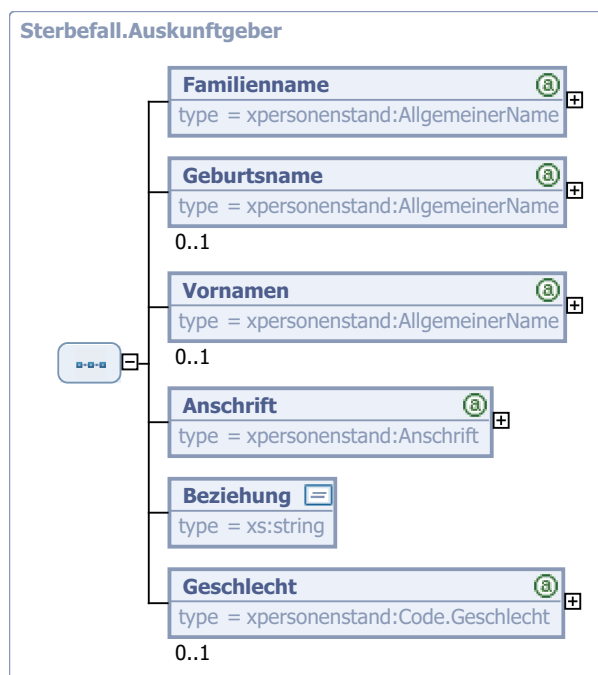 Sterbefall.Auskunftgeber
Familienname
type = xpersonenstand:AllgemeinerName
Geburtsname
type = xpersonenstand:AllgemeinerName
0..1
Vornamen
type = xpersonenstand:AllgemeinerName
0..1
Anschrift
type = xpersonenstand:Anschrift
Beziehung
type = xs:string
Geschlecht
type = xpersonenstand:Code.Geschlecht
0..1